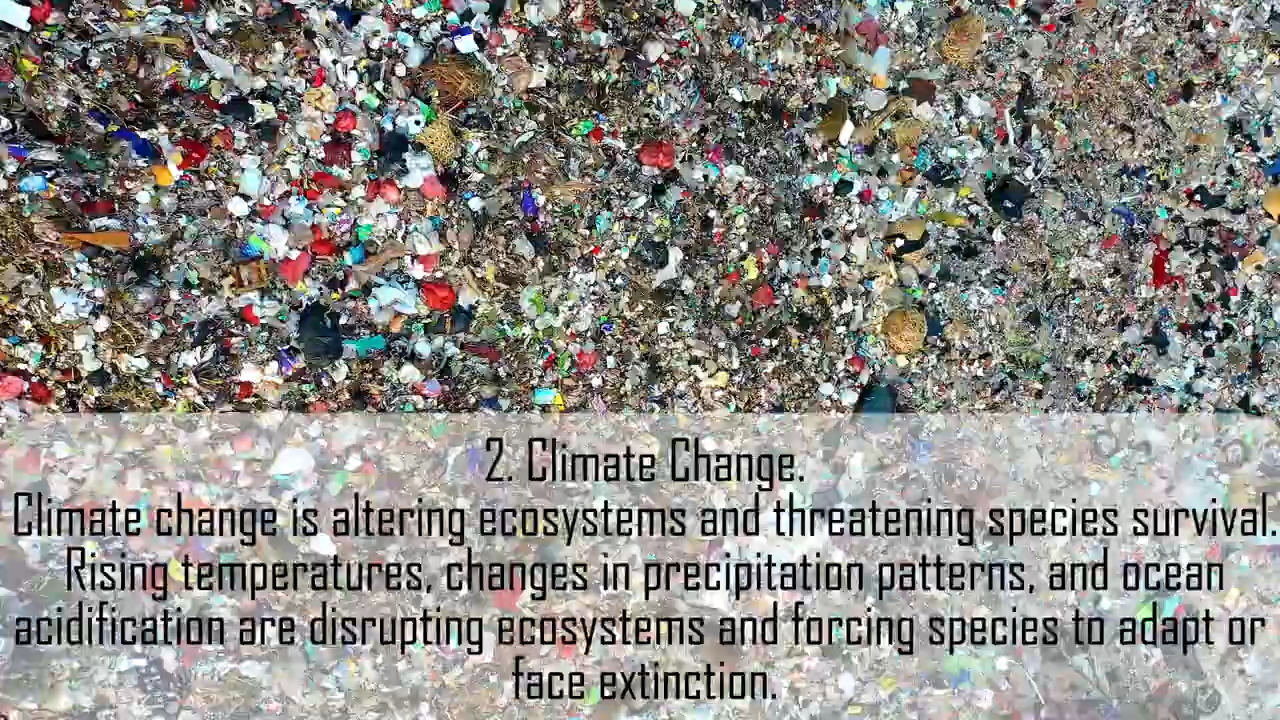 2. Climate Change.
Climate change is altering ecosystems and threatening species survival.
Rising temperatures, changes in precipitation patterns, and ocean
acidification are disrupting ecosystems and forcing species to adapt or
face extinction.